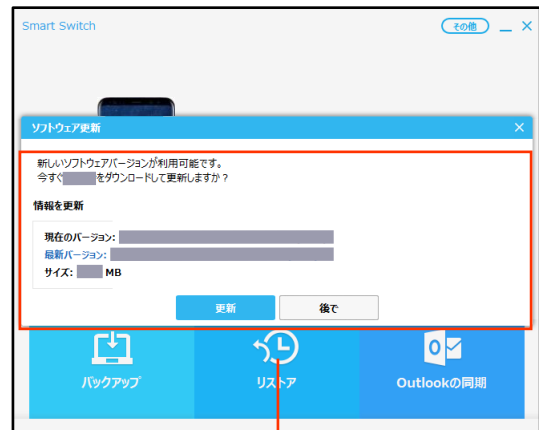 Smart Switch
その他
ソフトウェア更新
新しいソフトウェアバージョンが利用可能です。
今すぐ をダウンロードして更新しますか？
情報を更新
現在のバージョン:
最新バージョン:
サイズ: MB
更新
後で
バックアップ
リストア
Outlookの同期